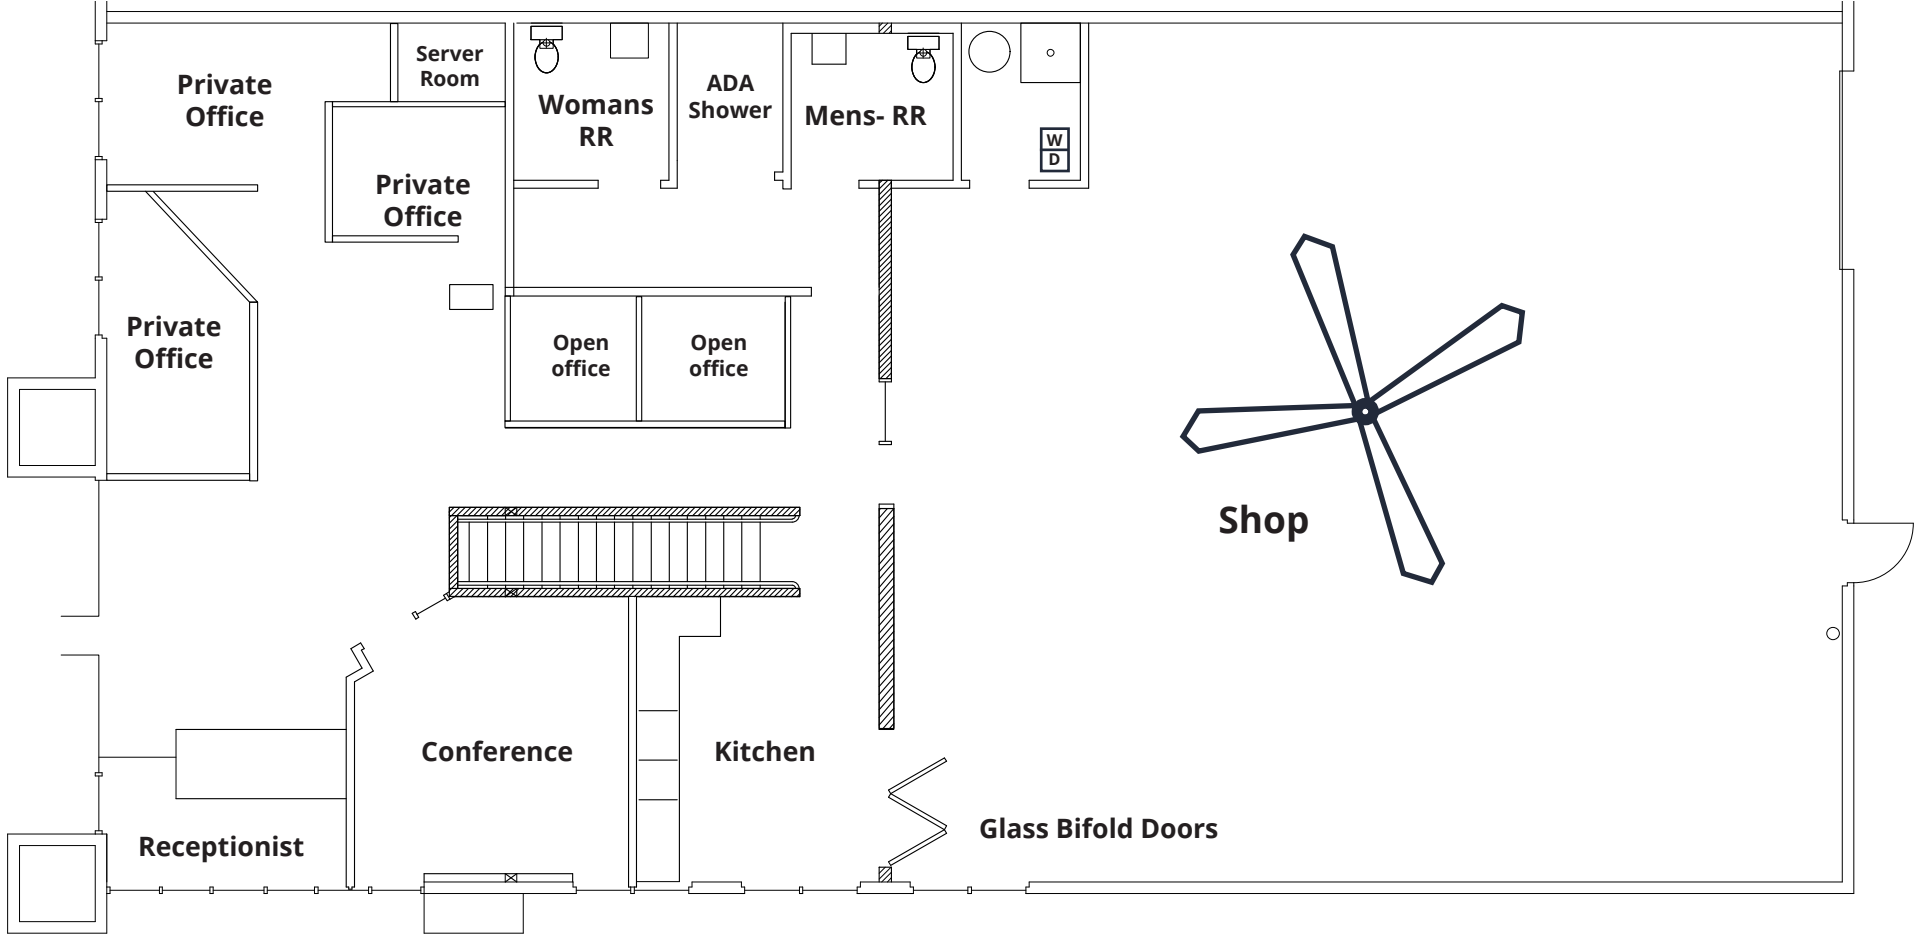 Private
Office
Server
Room
Womans
RR
ADA
Shower
Mens- RR
W
D
Private
Office
Private
Office
Open
office
Open
office
Shop
Conference
Kitchen
Glass Bifold Doors
Receptionist